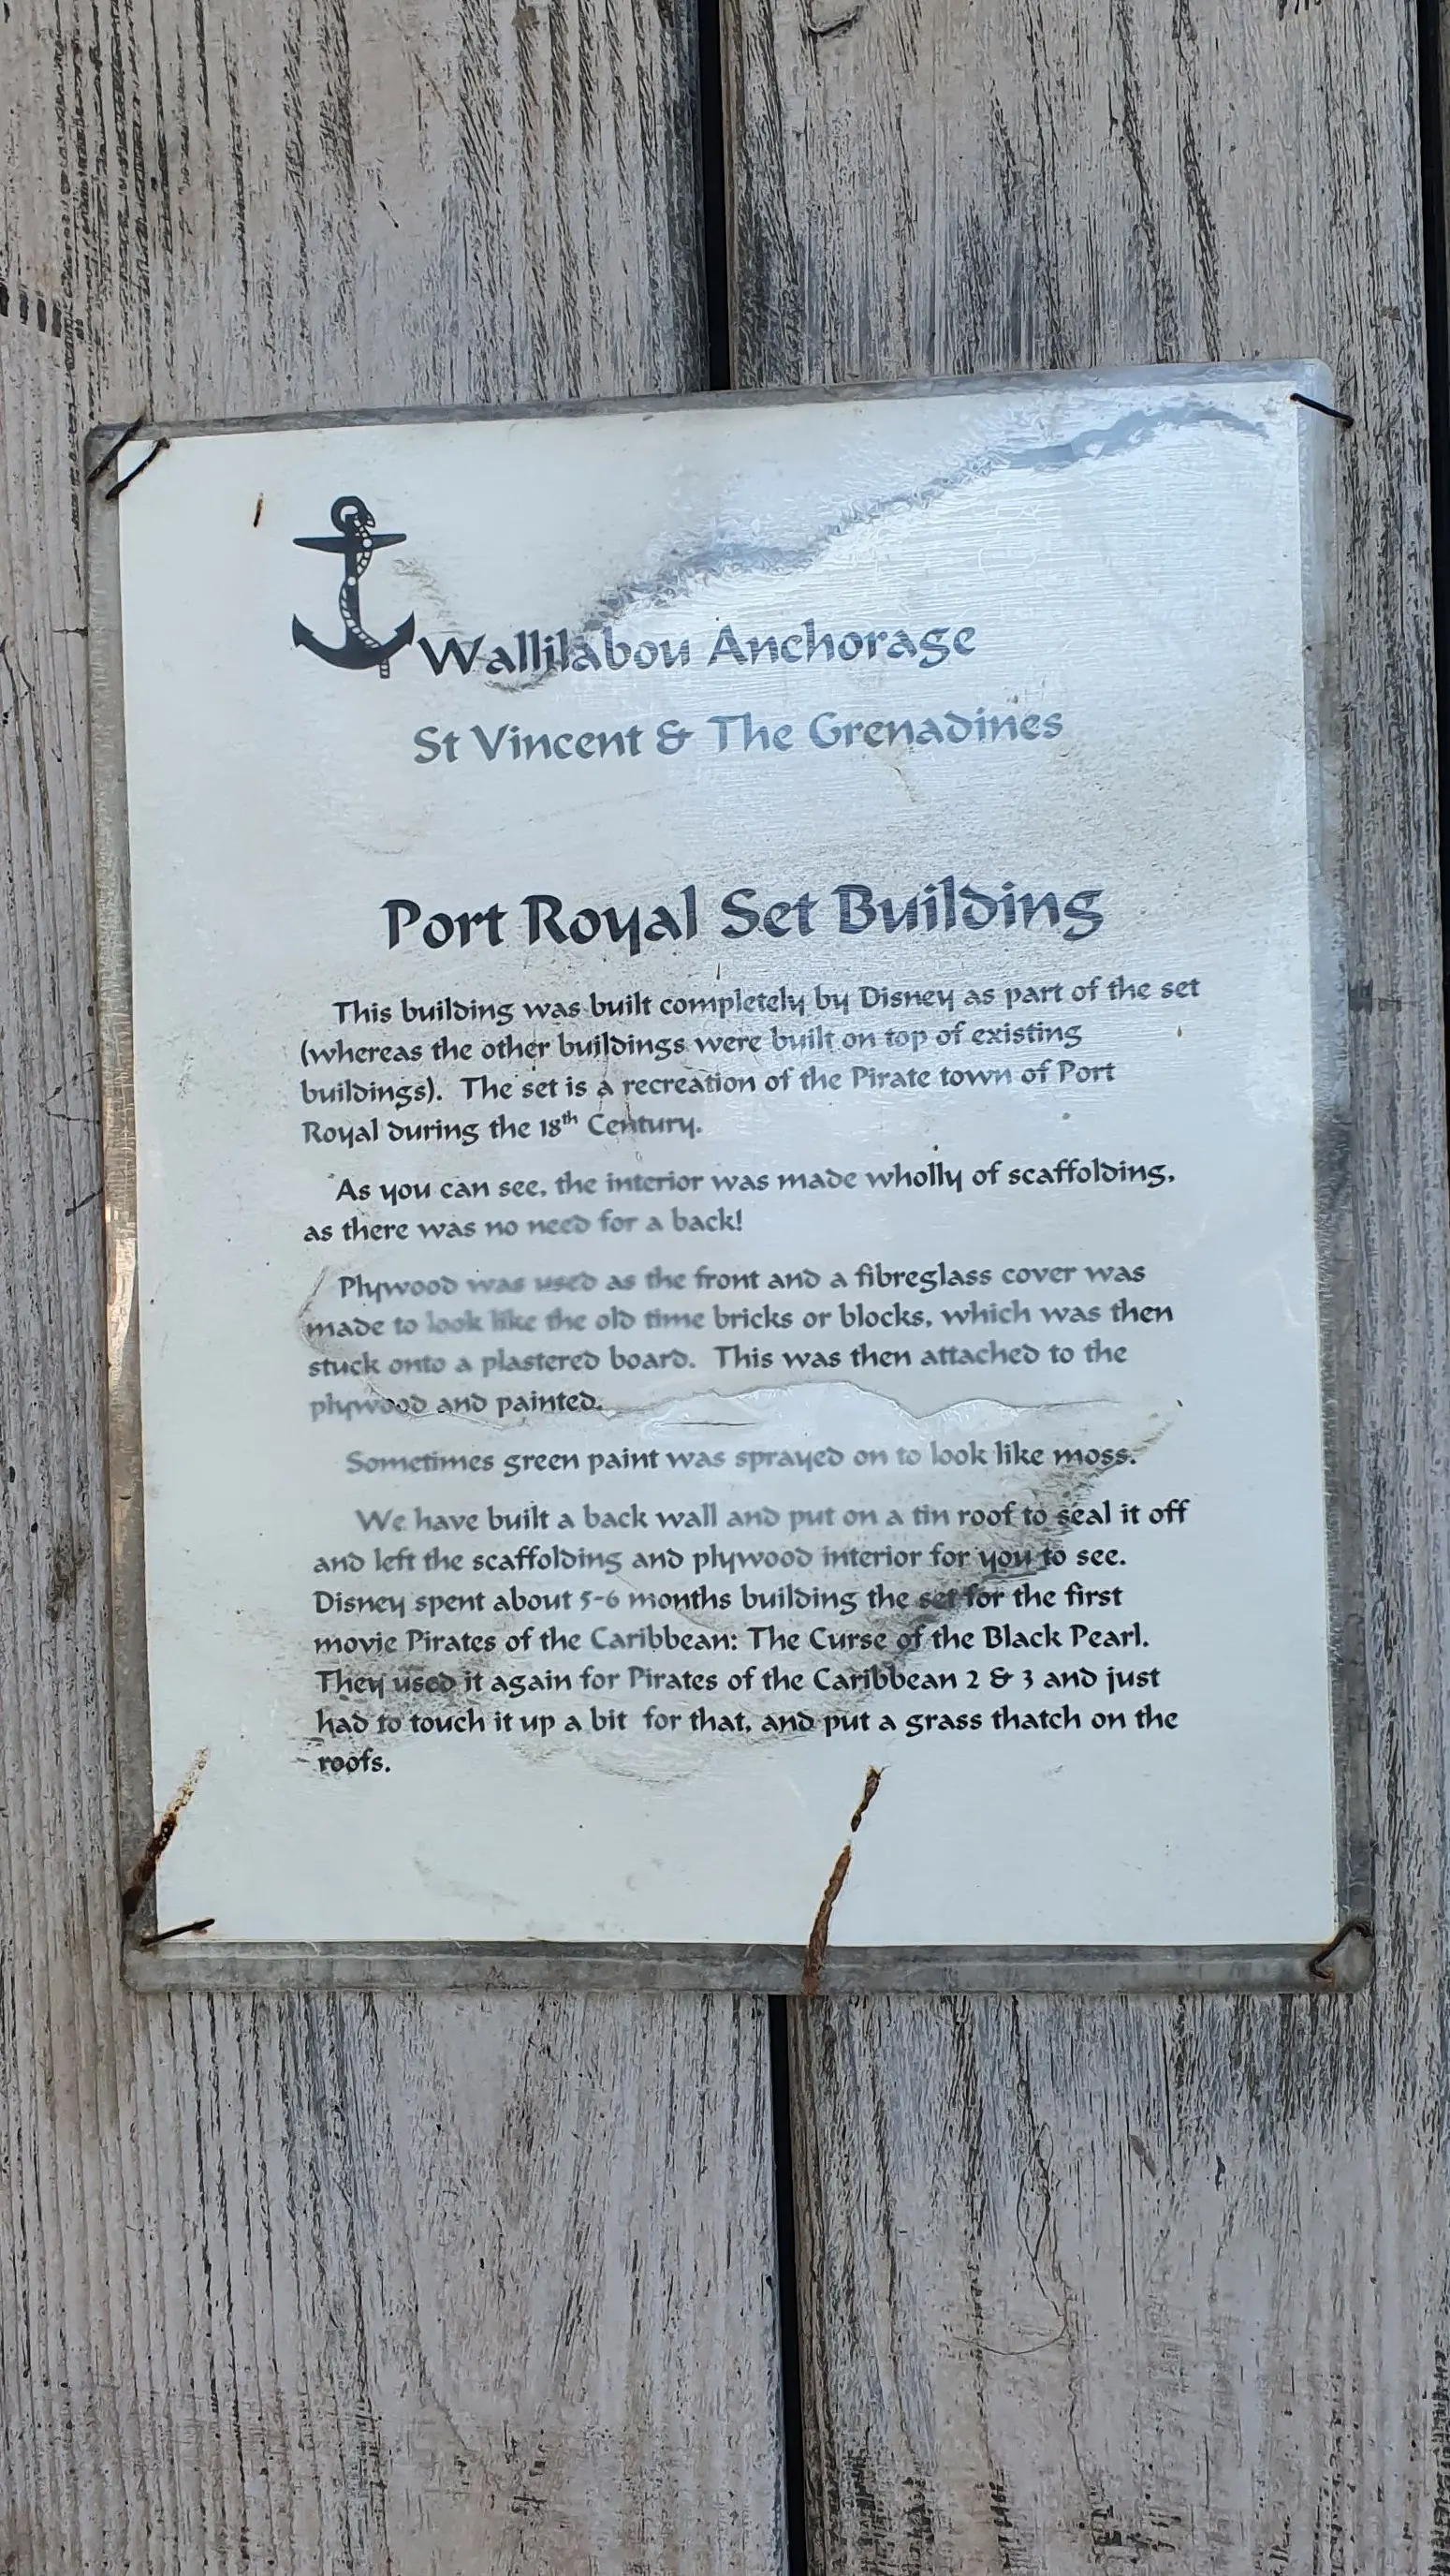 Wallilabou Anchorage
St Vincent & The Grenadines
Port Royal Set Building
This building was built completely by Disney as part of the set
(whereas the other buildings were built on top of existing
buildings). The set is a recreation of the Pirate town of Port
Royal during the 18th Century.
As you can see, the interior was made wholly of scaffolding,
as there was no need for a back!
Plywood was used as the front and a fibreglass cover was
made to look like the old time bricks or blocks, which was then
stuck onto a plastered board. This was then attached to the
plywood and painted.
Sometimes green paint was sprayed on to look like moss.
We have built a back wall and put on a tin roof to seal it off
and left the scaffolding and plywood interior for you to see.
Disney spent about 5-6 months building the set for the first
movie Pirates of the Caribbean: The Curse of the Black Pearl.
They used it again for Pirates of the Caribbean 2 & 3 and just
had to touch it up a bit for that, and put a grass thatch on the
roofs.